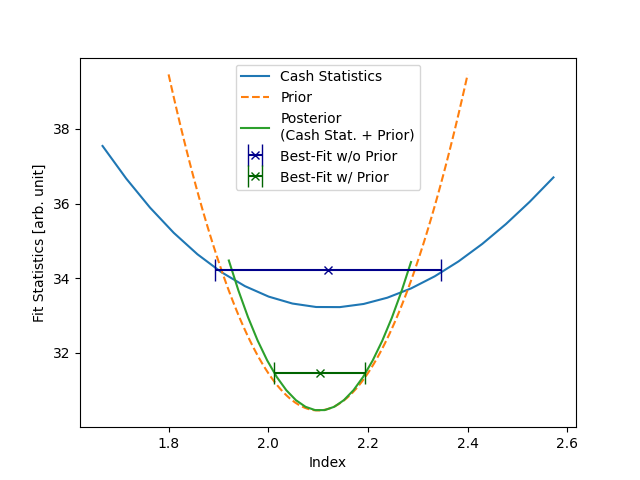 Cash Statistics
Prior
Posterior
(Cash Stat. + Prior)
Best-Fit w/o Prior
Best-Fit w/ Prior
Fit Statistics [arb. unit]
38
36
34
32
1.8
2.0
2.2
2.4
2.6
Index